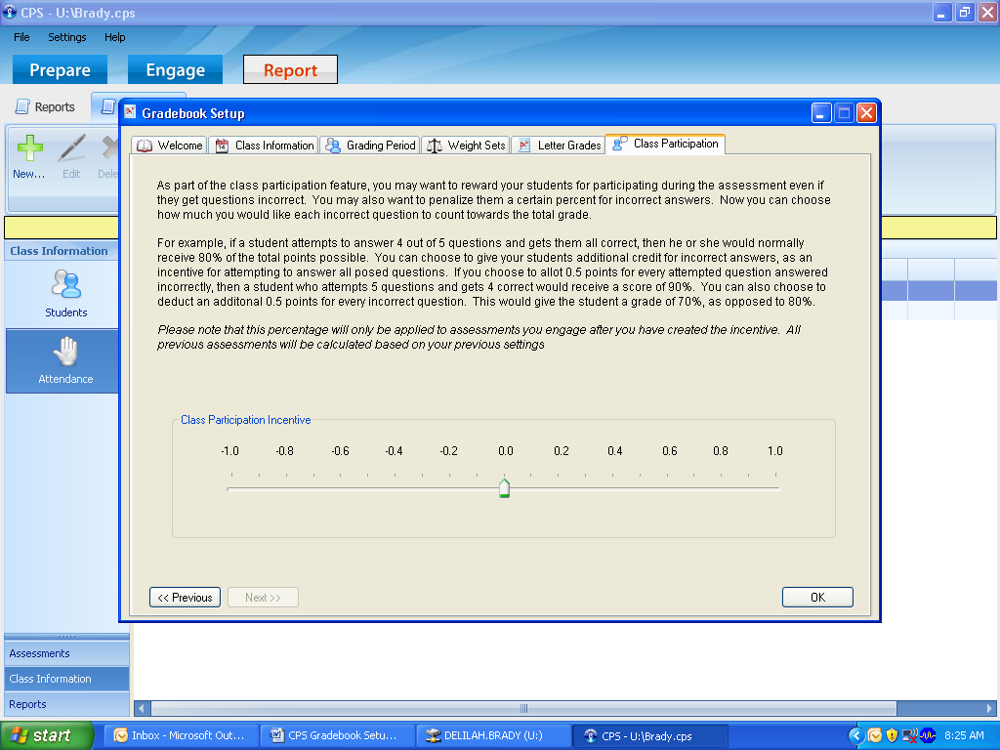 CPS - U:\Brady.cps
File Settings Help
Prepare Engage Report
Reports
Gradebook Setup
New... Edit Dele
Welcome Class Information Grading Period Weight Sets Letter Grades Class Participation
As part of the class participation feature, you may want to reward your students for participating during the assessment even if
they get questions incorrect. You may also want to penalize them a certain percent for incorrect answers. Now you can choose
how much you would like each incorrect question to count towards the total grade.
For example, if a student attempts to answer 4 out of 5 questions and gets them all correct, then he or she would normally
receive 80% of the total points possible. You can choose to give your students additional credit for incorrect answers, as an
incentive for attempting to answer all posed questions. If you choose to allot 0.5 points for every attempted question answered
incorrectly, then a student who attempts 5 questions and gets 4 correct would receive a score of 90%. You can also choose to
deduct an additonal 0.5 points for every incorrect question. This would give the student a grade of 70%, as opposed to 80%.
Please note that this percentage will only be applied to assessments you engage after you have created the incentive. All
previous assessments will be calculated based on your previous settings
Class Participation Incentive
-1.0 -0.8 -0.6 -0.4 -0.2 0.0 0.2 0.4 0.6 0.8 1.0
<< Previous Next >> OK
Class Information
Students
Attendance
Assessments
Class Information
Reports
start Inbox - Microsoft Out... CPS Gradebook Setu... DELILAH.BRADY (U:) CPS - U:\Brady.cps 8:25 AM